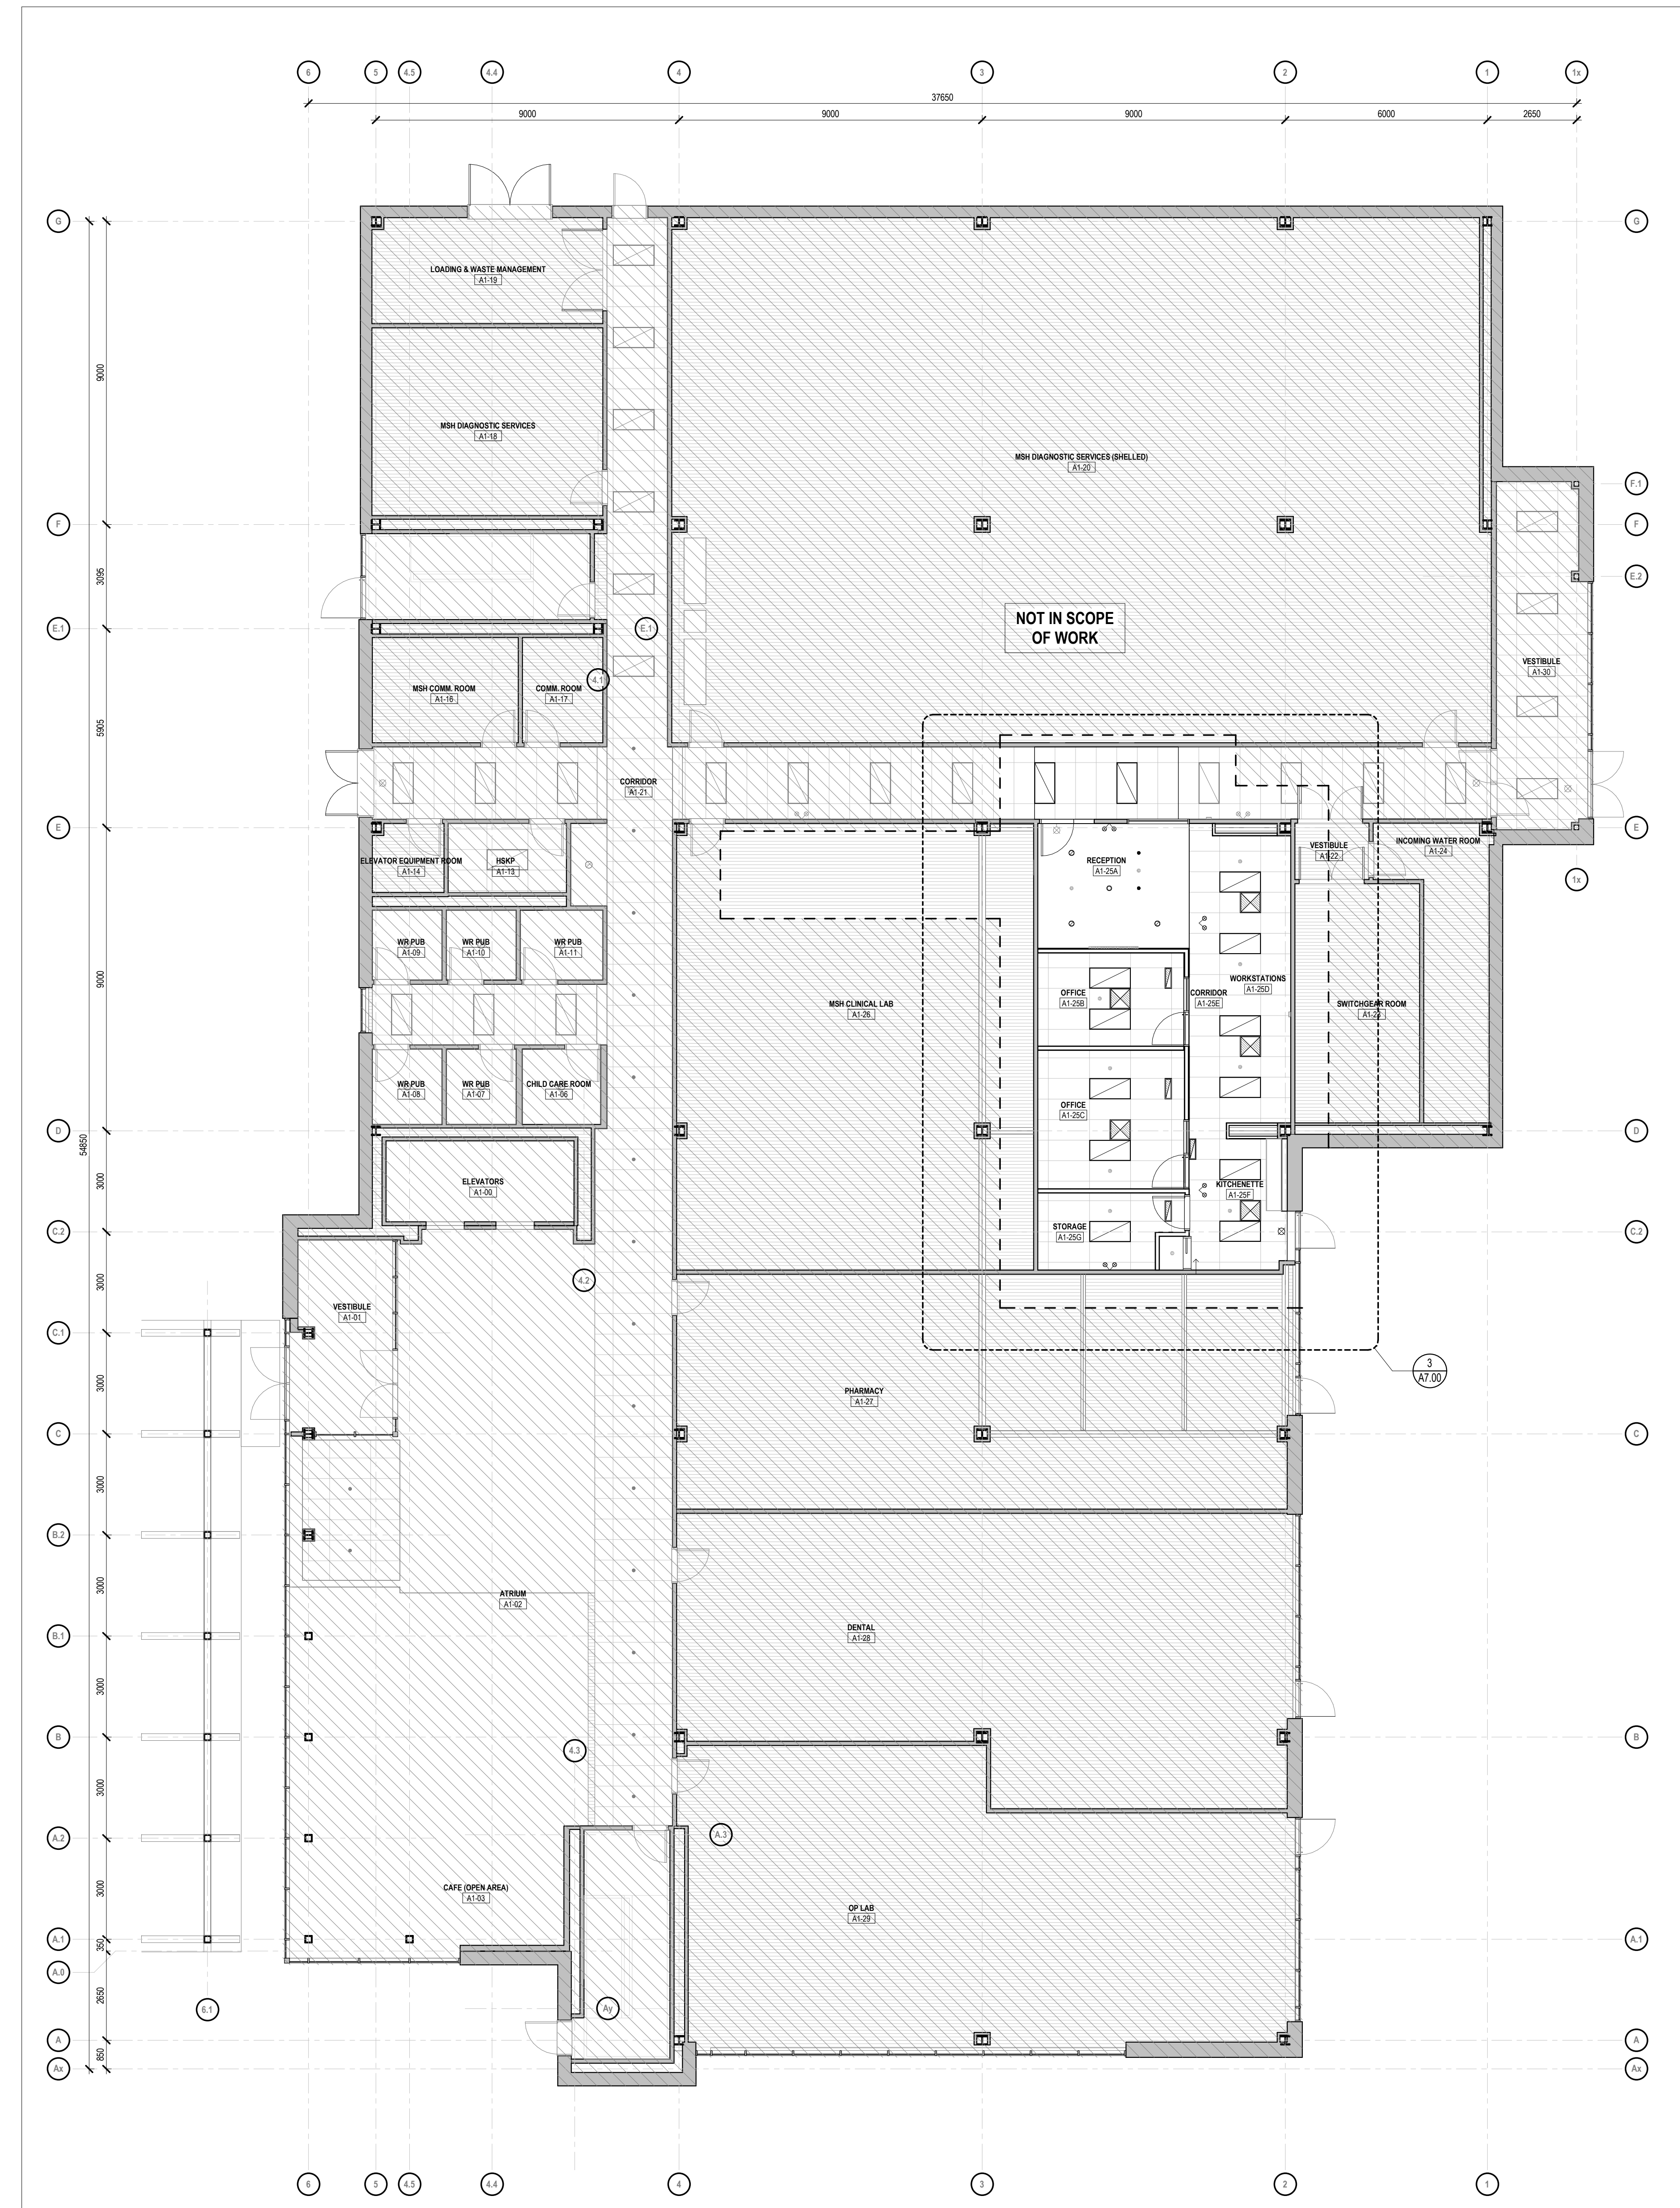 6 5 4.5 4.4 4 3 2 1 1x
37650
9000 9000 9000 6000 2650
G G
LOADING & WASTE MANAGEMENT
A1-19
9000
MSH DIAGNOSTIC SERVICES
A1-18
MSH DIAGNOSTIC SERVICES (SHELLED)
A1-20
F.1
F F
3095
E.2
NOT IN SCOPE
OF WORK
E.1 E.1
VESTIBULE
A1-30
4.1
MSH COMM. ROOM
A1-16
COMM. ROOM
A1-17
5905
CORRIDOR
A1-21
E E
ELEVATOR EQUIPMENT ROOM
A1-14
HSKP
A1-13
RECEPTION
A1-25A
VESTIBULE
A1-22
INCOMING WATER ROOM
A1-24
1x
WR PUB
A1-09
WR PUB
A1-10
WR PUB
A1-11
9000
OFFICE
A1-25B
CORRIDOR
A1-25E
WORKSTATIONS
A1-25D
MSH CLINICAL LAB
A1-26
SWITCHGEAR ROOM
A1-23
WR PUB
A1-08
WR PUB
A1-07
CHILD CARE ROOM
A1-06
OFFICE
A1-25C
D D
54850
3000
ELEVATORS
A1-00
KITCHENETTE
A1-25F
STORAGE
A1-25G
C.2 C.2
4.2
3000
VESTIBULE
A1-01
C.1
3
A7.00
3000
PHARMACY
A1-27
C C
3000
B.2
3000
ATRIUM
A1-02
DENTAL
A1-28
B.1
3000
B B
4.3
3000
A.2
A.3
3000
CAFE (OPEN AREA)
A1-03
OP LAB
A1-29
A.1 A.1
350
A.0
2650
6.1
Ay
A A
850
Ax Ax
6 5 4.5 4.4 4 3 2 1